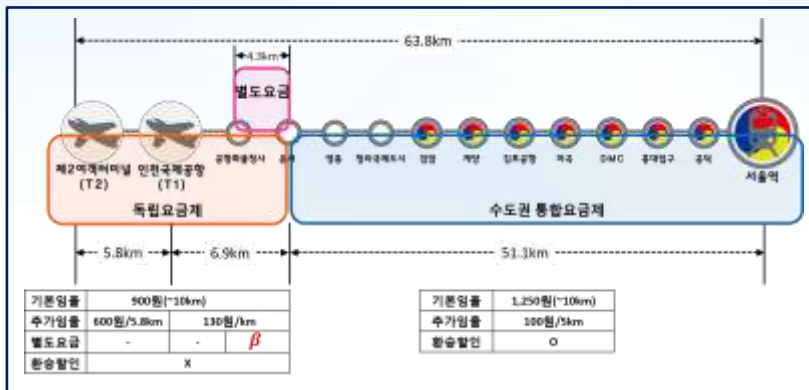 63.8km
4.3km
별도요금
제2여객터미널
(T2)
인천국제공항
(T1)
공항화물청사
운서
영종
청라국제도시
검암
계양
김포공항
마곡
DMC
홍대입구
공덕
서울역
독립요금제
수도권 통합요금제
5.8km
6.9km
51.1km
기본임율 900원(~10km)
추가임율 600원/5.8km 130원/km
별도요금 - - β
환승할인 X
기본임율 1,250원(~10km)
추가임율 100원/5km
환승할인 O